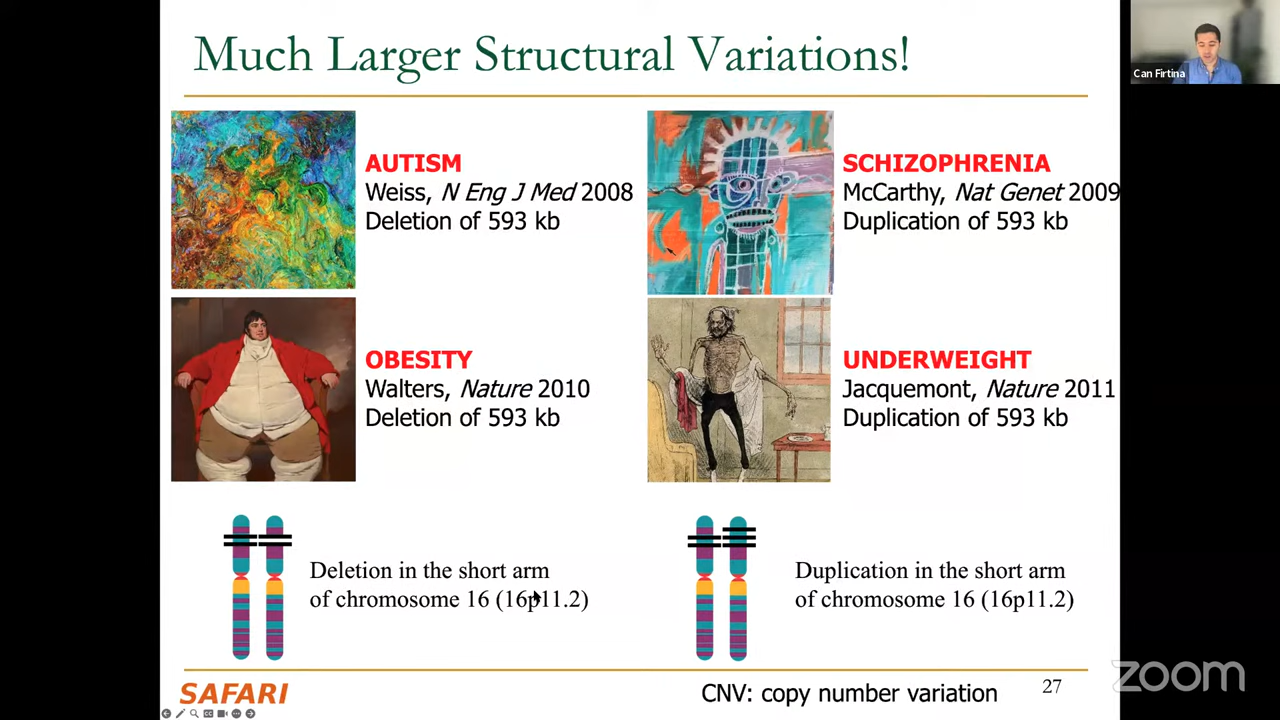 Much Larger Structural Variations!
Can Firtina
AUTISM
Weiss, N Eng J Med 2008
Deletion of 593 kb
SCHIZOPHRENIA
McCarthy, Nat Genet 2009
Duplication of 593 kb
OBESITY
Walters, Nature 2010
Deletion of 593 kb
UNDERWEIGHT
Jacquemont, Nature 2011
Duplication of 593 kb
Deletion in the short arm
of chromosome 16 (16p11.2)
Duplication in the short arm
of chromosome 16 (16p11.2)
SAFARI
CNV: copy number variation
27
zoom